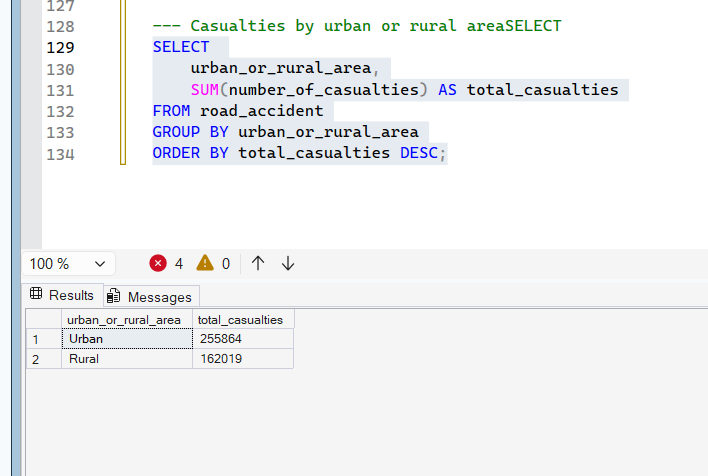 127
128 --- Casualties by urban or rural areaSELECT
129 SELECT
130 urban_or_rural_area,
131 SUM(number_of_casualties) AS total_casualties
132 FROM road_accident
133 GROUP BY urban_or_rural_area
134 ORDER BY total_casualties DESC;
100 % 4 0
Results Messages
urban_or_rural_area total_casualties
1 Urban 255864
2 Rural 162019